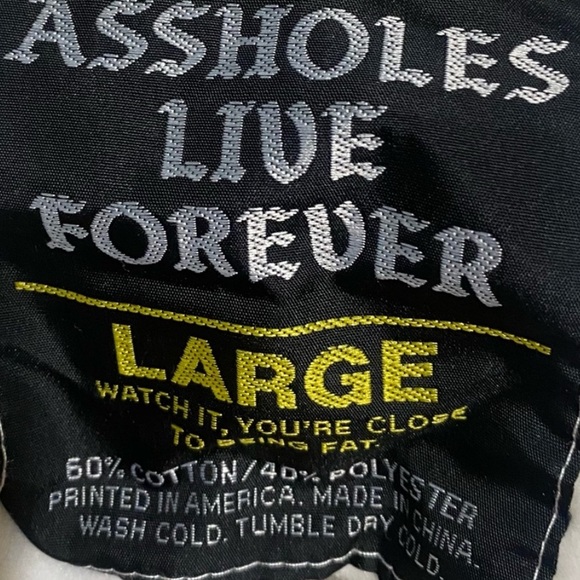 ASSHOLES
LIVE
FOREVER
LARGE
WATCH IT, YOU'RE CLOSE
TO BEING FAT.
60% COTTON/40% POLYESTER
PRINTED IN AMERICA. MADE IN CHINA.
WASH COLD. TUMBLE DRY COLD.